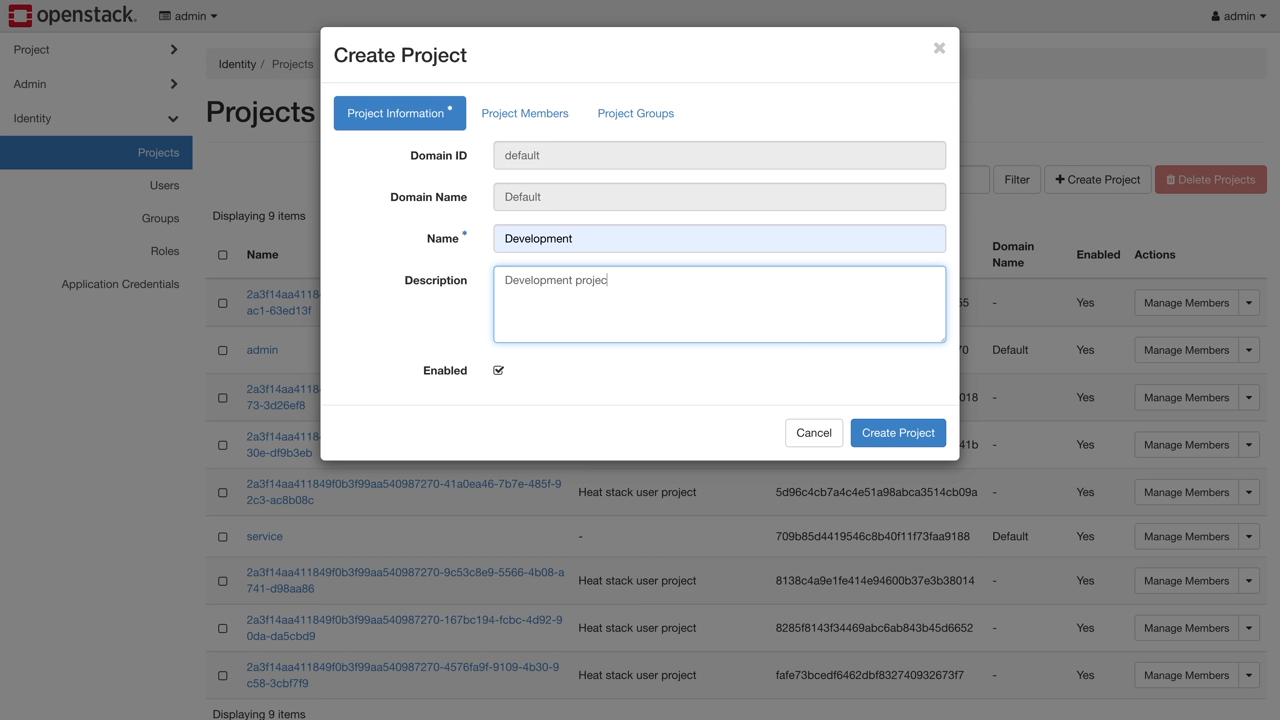 openstack.
admin
admin
Project
Admin
Identity
Projects
Users
Groups
Roles
Application Credentials
Identity / Projects
Projects
Filter
Create Project
Delete Projects
Displaying 9 items
Name
Domain Name
Enabled
Actions
2a3f14aa4118
ac1-63ed13f
55
-
Yes
Manage Members
admin
70
Default
Yes
Manage Members
2a3f14aa4118
73-3d26ef8
018
-
Yes
Manage Members
2a3f14aa4118
30e-df9b3eb
41b
-
Yes
Manage Members
2a3f14aa411849f0b3f99aa540987270-41a0ea46-7b7e-485f-9
2c3-ac8b08c
Heat stack user project
5d96c4cb7a4c4e51a98abca3514cb09a
-
Yes
Manage Members
service
-
709b85d4419546c8b40f11f73faa9188
Default
Yes
Manage Members
2a3f14aa411849f0b3f99aa540987270-9c53c8e9-5566-4b08-a
741-d98aa86
Heat stack user project
8138c4a9e1fe414e94600b37e3b38014
-
Yes
Manage Members
2a3f14aa411849f0b3f99aa540987270-167bc194-fcbc-4d92-9
0da-da5cbd9
Heat stack user project
8285f8143f34469abc6ab843b45d6652
-
Yes
Manage Members
2a3f14aa411849f0b3f99aa540987270-4576fa9f-9109-4b30-9
c58-3cbf7f9
Heat stack user project
fafe73bcedf6462dbf832740932673f7
-
Yes
Manage Members
Displaying 9 items
Create Project
Project Information *
Project Members
Project Groups
Domain ID
default
Domain Name
Default
Name *
Development
Description
Development projec
Enabled
Cancel
Create Project